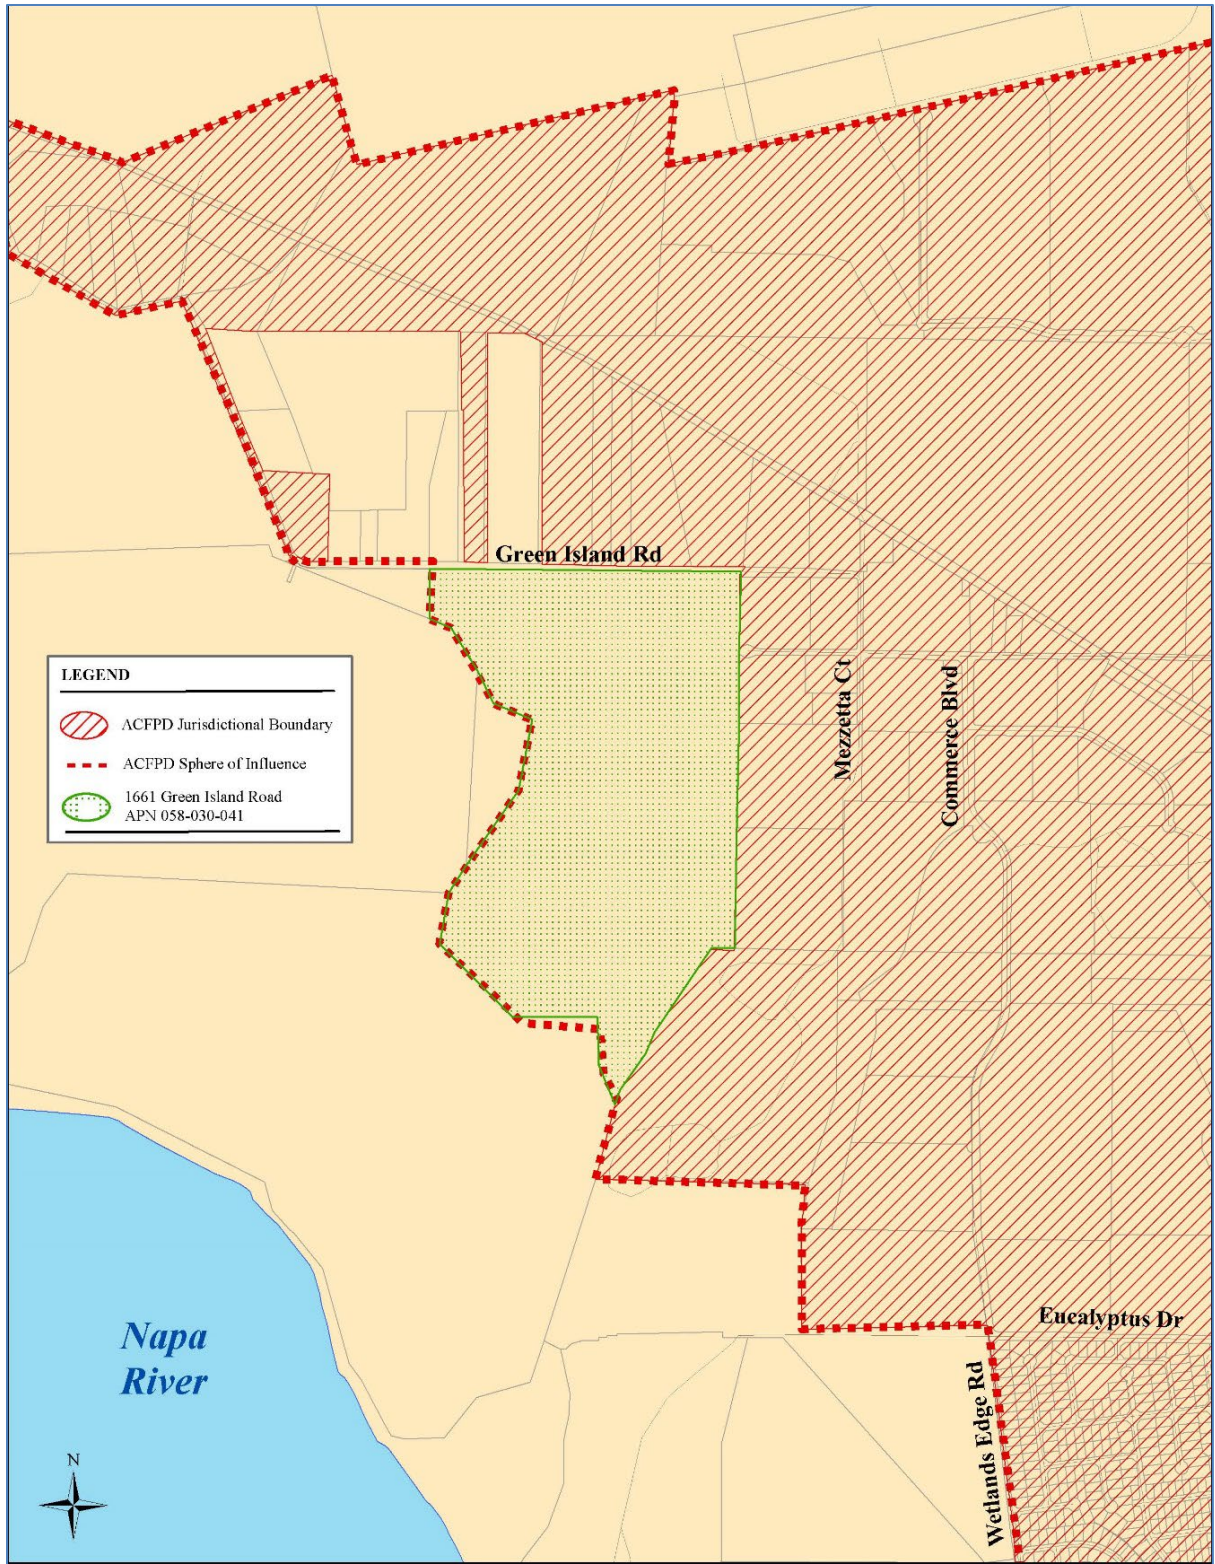 Green Island Rd
LEGEND
ACFPD Jurisdictional Boundary
ACFPD Sphere of Influence
1661 Green Island Road
APN 058-030-041
Mezzetta Ct
Commerce Blvd
Eucalyptus Dr
Napa
River
Wetlands Edge Rd
N